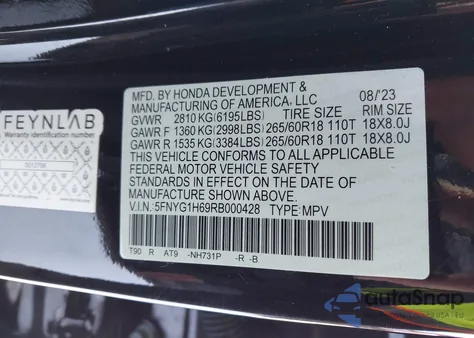 FEYNLAB
Warranty identification
MFD. BY HONDA DEVELOPMENT &
MANUFACTURING OF AMERICA, LLC 08/'23
GVWR 2810 KG(6195LBS) TIRE SIZE RIM SIZE
GAWR F 1360 KG(2998LBS) 265/60R18 110T 18X8.0J
GAWR R 1535 KG(3384LBS) 265/60R18 110T 18X8.0J
THIS VEHICLE CONFORMS TO ALL APPLICABLE
FEDERAL MOTOR VEHICLE SAFETY
STANDARDS IN EFFECT ON THE DATE OF
MANUFACTURE SHOWN ABOVE.
V.I.N: 5FNYG1H69RB000428 TYPE: MPV
T90 R AT9 -NH731P -R -B
autoSnap